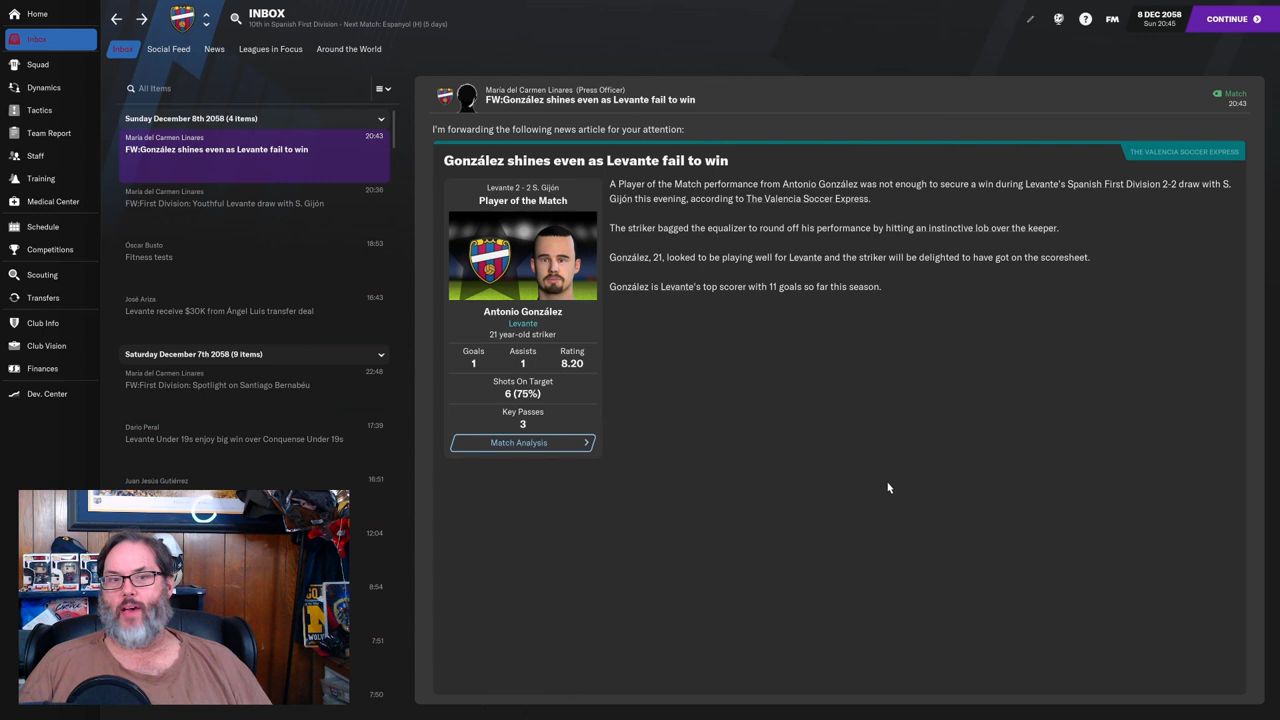 Home
Inbox
Squad
Dynamics
Tactics
Team Report
Staff
Training
Medical Center
Schedule
Competitions
Scouting
Transfers
Club Info
Club Vision
Finances
Dev. Center
INBOX
10th in Spanish First Division - Next Match: Espanyol (H) (5 days)
FM
8 DEC 2058
Sun 20:45
CONTINUE
Inbox
Social Feed
News
Leagues in Focus
Around the World
All Items
Sunday December 8th 2058 (4 items)
María del Carmen Linares
20:43
FW:González shines even as Levante fail to win
María del Carmen Linares
20:36
FW:First Division: Youthful Levante draw with S. Gijón
Óscar Busto
18:53
Fitness tests
José Ariza
16:43
Levante receive $30K from Ángel Luis transfer deal
Saturday December 7th 2058 (9 items)
María del Carmen Linares
22:48
FW:First Division: Spotlight on Santiago Bernabéu
Darío Peral
17:39
Levante Under 19s enjoy big win over Conquense Under 19s
Juan Jesús Gutiérrez
16:51
12:04
8:54
7:51
7:50
María del Carmen Linares (Press Officer)
FW:González shines even as Levante fail to win
Match
20:43
I'm forwarding the following news article for your attention:
THE VALENCIA SOCCER EXPRESS
González shines even as Levante fail to win
Levante 2 - 2 S. Gijón
Player of the Match
Antonio González
Levante
21 year-old striker
Goals
Assists
Rating
1
1
8.20
Shots On Target
6 (75%)
Key Passes
3
Match Analysis
A Player of the Match performance from Antonio González was not enough to secure a win during Levante's Spanish First Division 2-2 draw with S.
Gijón this evening, according to The Valencia Soccer Express.
The striker bagged the equalizer to round off his performance by hitting an instinctive lob over the keeper.
González, 21, looked to be playing well for Levante and the striker will be delighted to have got on the scoresheet.
González is Levante's top scorer with 11 goals so far this season.